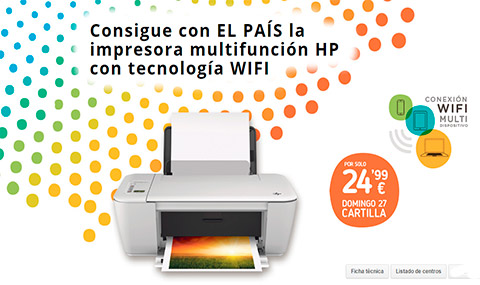 Consigue con EL PAÍS la
impresora multifunción HP
con tecnología WIFI
CONEXIÓN
WIFI
MULTI
DISPOSITIVO
POR SOLO
24,'99
€
DOMINGO 27
CARTILLA
Ficha técnica
Listado de centros